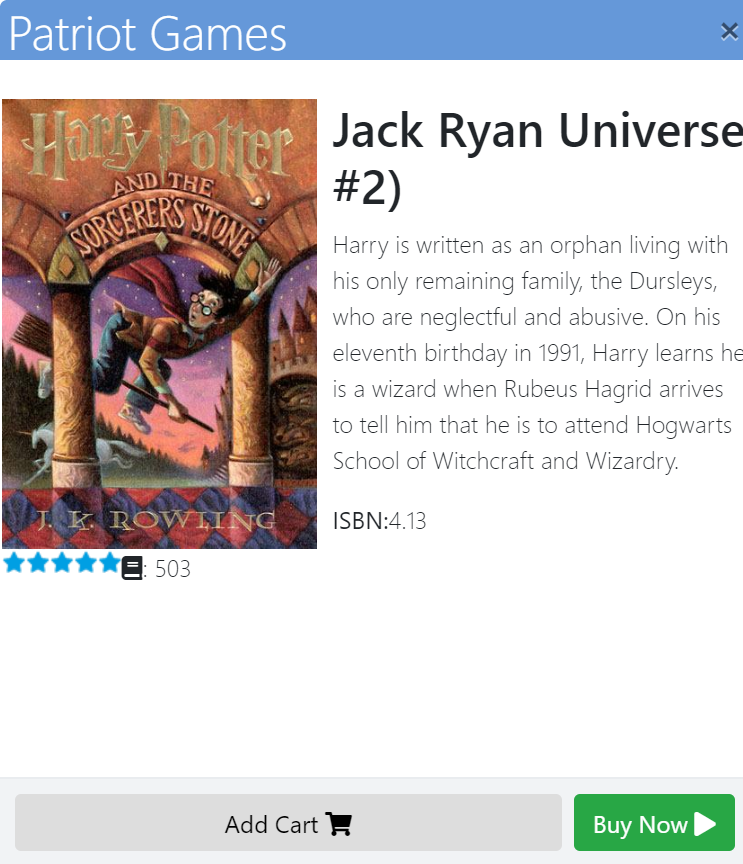 Patriot Games
×
Harry Potter
AND THE
SORCERERS STONE
J. K. ROWLING
Jack Ryan Universe
#2)
Harry is written as an orphan living with
his only remaining family, the Dursleys,
who are neglectful and abusive. On his
eleventh birthday in 1991, Harry learns he
is a wizard when Rubeus Hagrid arrives
to tell him that he is to attend Hogwarts
School of Witchcraft and Wizardry.
ISBN:4.13
: 503
Add Cart
Buy Now